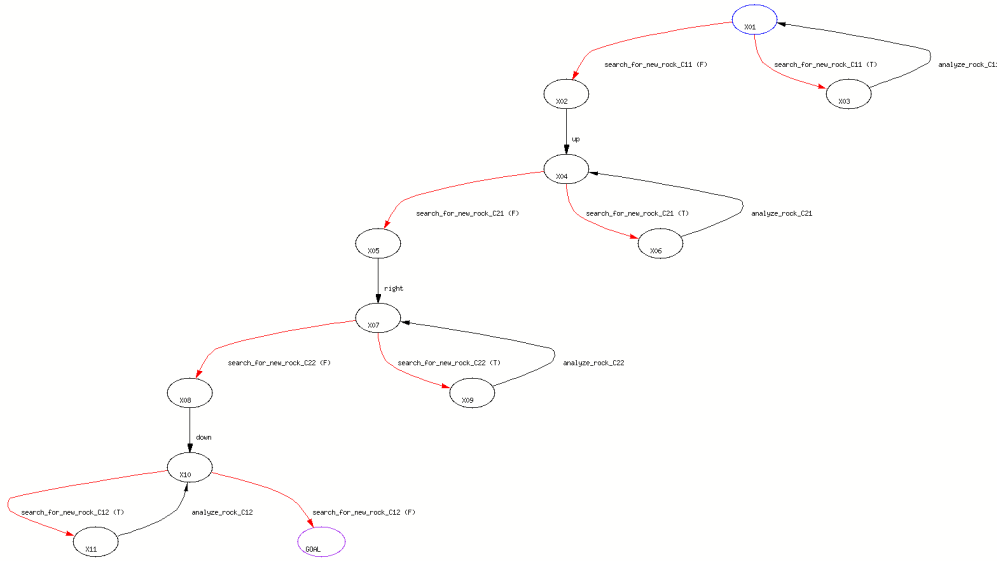 X01
search_for_new_rock_C11 (F)
search_for_new_rock_C11 (T)
analyze_rock_C11
X02
X03
up
X04
search_for_new_rock_C21 (F)
search_for_new_rock_C21 (T)
analyze_rock_C21
X05
X06
right
X07
search_for_new_rock_C22 (F)
search_for_new_rock_C22 (T)
analyze_rock_C22
X08
X09
down
X10
search_for_new_rock_C12 (T)
analyze_rock_C12
search_for_new_rock_C12 (F)
X11
GOAL